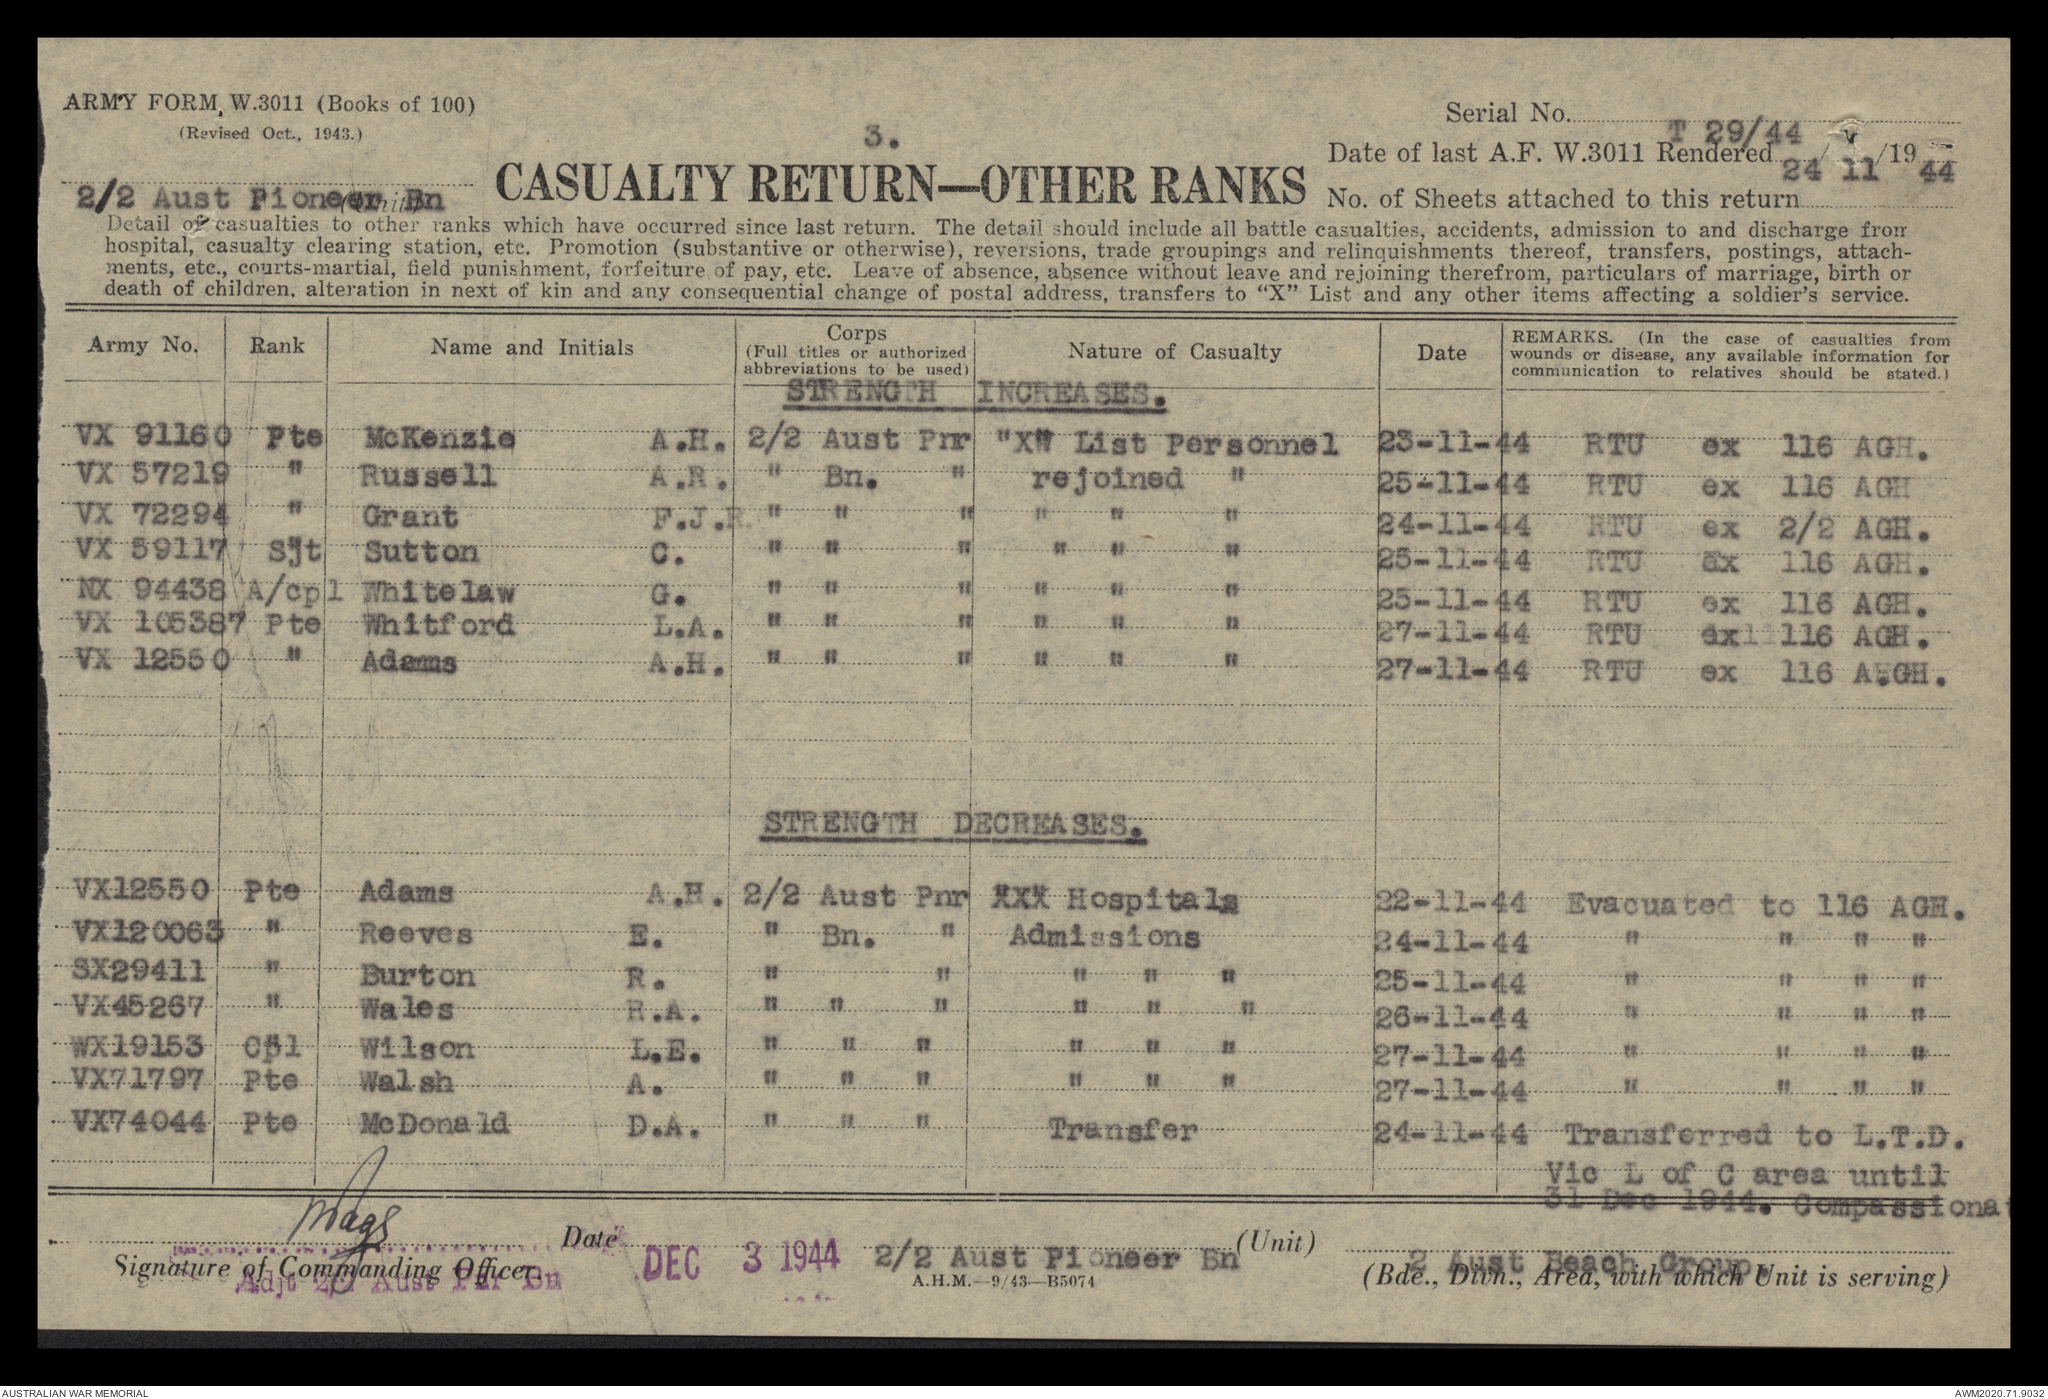 ARMY FORM W.3011 (Books of 100)
(Revised Oct., 1943.)
3.
Serial No. T 29/44
Date of last A.F. W.3011 Rendered 24/11/1944
2/2 Aust Pioneer Bn
(Unit)
CASUALTY RETURN—OTHER RANKS
No. of Sheets attached to this return
Detail of casualties to other ranks which have occurred since last return. The detail should include all battle casualties, accidents, admission to and discharge from
hospital, casualty clearing station, etc. Promotion (substantive or otherwise), reversions, trade groupings and relinquishments thereof, transfers, postings, attach-
ments, etc., courts-martial, field punishment, forfeiture of pay, etc. Leave of absence, absence without leave and rejoining therefrom, particulars of marriage, birth or
death of children, alteration in next of kin and any consequential change of postal address, transfers to "X" List and any other items affecting a soldier's service.
Army No. Rank Name and Initials Corps (Full titles or authorized abbreviations to be used) Nature of Casualty Date REMARKS. (In the case of casualties from wounds or disease, any available information for communication to relatives should be stated.)
STRENGTH INCREASES.
VX 91160 Pte McKenzie A.H. 2/2 Aust Pnr "X" List Personnel 23-11-44 RTU ex 116 AGH.
VX 57219 " Russell A.R. " Bn. " rejoined " 25-11-44 RTU ex 116 AGH
VX 72294 " Grant F.J.R. " " " " " " 24-11-44 RTU ex 2/2 AGH.
VX 59117 Sjt Sutton C. " " " " " " 25-11-44 RTU ex 116 AGH.
NX 94438 A/cpl Whitelaw G. " " " " " " 25-11-44 RTU ex 116 AGH.
VX 105387 Pte Whitford L.A. " " " " " " 27-11-44 RTU ex 116 AGH.
VX 12550 " Adams A.H. " " " " " " 27-11-44 RTU ex 116 AGH.
STRENGTH DECREASES.
VX12550 Pte Adams A.H. 2/2 Aust Pnr "X" Hospitals 22-11-44 Evacuated to 116 AGH.
VX120063 " Reeves E. " Bn. " Admissions 24-11-44 " " " "
SX29411 " Burton R. " " " " " 25-11-44 " " " "
VX45267 " Wales R.A. " " " " " " 26-11-44 " " " "
WX19153 Cpl Wilson L.E. " " " " " " 27-11-44 " " " "
VX71797 Pte Walsh A. " " " " " " 27-11-44 " " " "
VX74044 Pte McDonald D.A. " " " Transfer 24-11-44 Transferred to L.T.D.
Vic L of C area until
31 Dec 1944. Compassionat
Date DEC 3 1944 2/2 Aust Pioneer Bn (Unit) 2 Aust Beach Group
Signature of Commanding Officer.
Adjt 2/2 Aust Pnr Bn
A.H.M.—9/43—B5074
(Bde., Divn., Area, with which Unit is serving)
AUSTRALIAN WAR MEMORIAL
AWM2020.71.9032